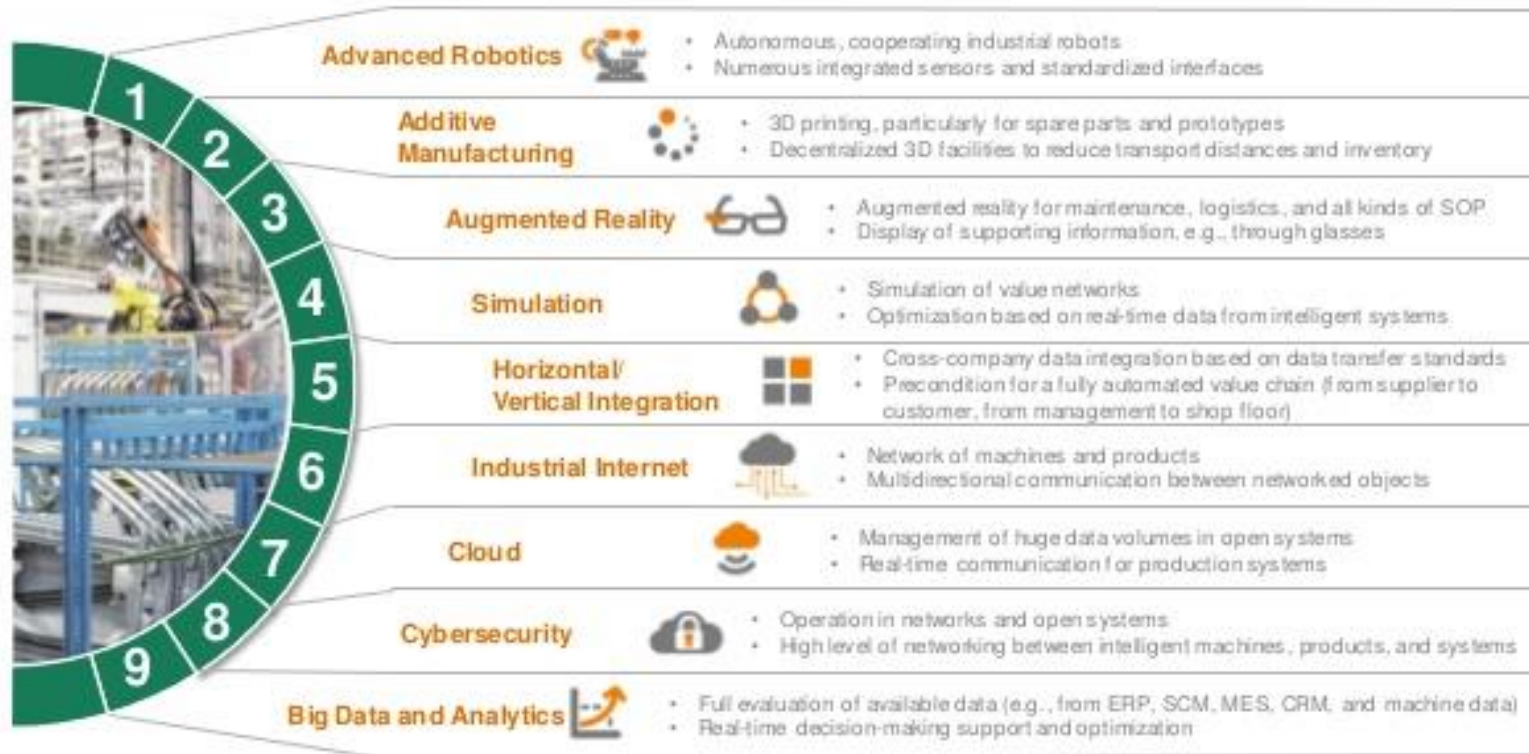 1
Advanced Robotics
• Autonomous, cooperating industrial robots
• Numerous integrated sensors and standardized interfaces
2
Additive
Manufacturing
• 3D printing, particularly for spare parts and prototypes
• Decentralized 3D facilities to reduce transport distances and inventory
3
Augmented Reality
• Augmented reality for maintenance, logistics, and all kinds of SOP
• Display of supporting information, e.g., through glasses
4
Simulation
• Simulation of value networks
• Optimization based on real-time data from intelligent systems
5
Horizontal/
Vertical Integration
• Cross-company data integration based on data transfer standards
• Precondition for a fully automated value chain (from supplier to
customer, from management to shop floor)
6
Industrial Internet
• Network of machines and products
• Multidirectional communication between networked objects
7
Cloud
• Management of huge data volumes in open systems
• Real-time communication for production systems
8
Cybersecurity
• Operation in networks and open systems
• High level of networking between intelligent machines, products, and systems
9
Big Data and Analytics
• Full evaluation of available data (e.g., from ERP, SCM, MES, CRM, and machine data)
• Real-time decision-making support and optimization